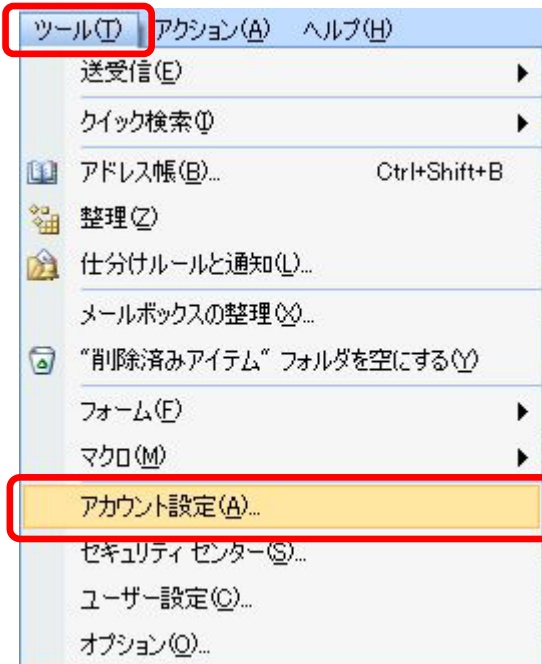 ツール(T) アクション(A) ヘルプ(H)
送受信(E)
クイック検索(I)
アドレス帳(B)... Ctrl+Shift+B
整理(Z)
仕分けルールと通知(L)...
メールボックスの整理(X)...
"削除済みアイテム" フォルダを空にする(Y)
フォーム(F)
マクロ(M)
アカウント設定(A)...
セキュリティ センター(S)...
ユーザー設定(C)...
オプション(O)...